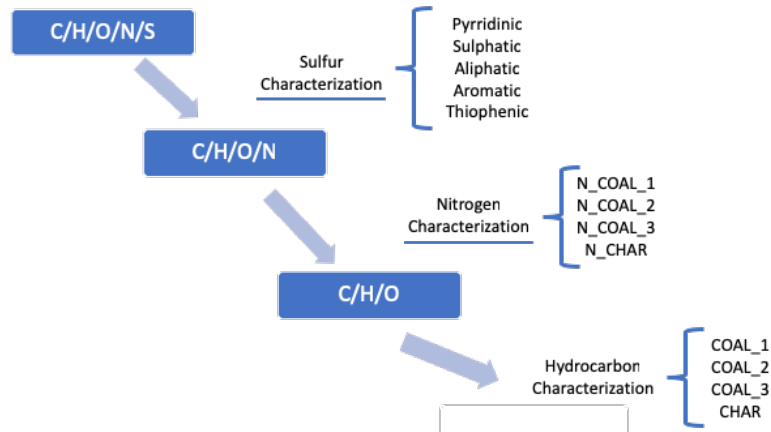 C/H/O/N/S
Sulfur
Characterization
Pyrridinic
Sulphatic
Aliphatic
Aromatic
Thiophenic
C/H/O/N
Nitrogen
Characterization
N_COAL_1
N_COAL_2
N_COAL_3
N_CHAR
C/H/O
Hydrocarbon
Characterization
COAL_1
COAL_2
COAL_3
CHAR